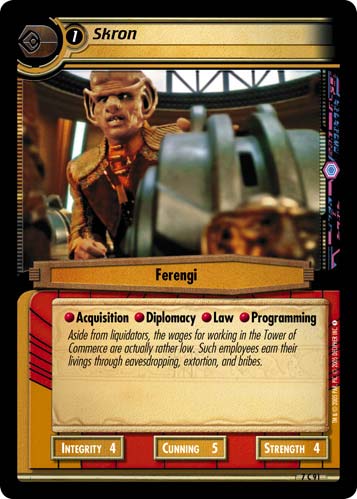 1 Skron
Ferengi
Acquisition Diplomacy Law Programming
Aside from liquidators, the wages for working in the Tower of
Commerce are actually rather low. Such employees earn their
livings through eavesdropping, extortion, and bribes.
INTEGRITY 4 CUNNING 5 STRENGTH 4
7 C VI